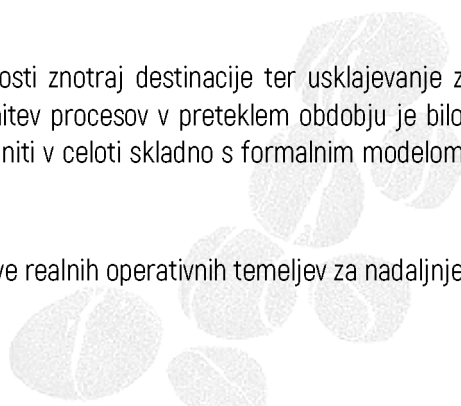 osti znotraj destinacije ter usklajevanje z
nitev procesov v preteklem obdobju je bilo
niti v celoti skladno s formalnim modelom
ve realnih operativnih temeljev za nadaljnje